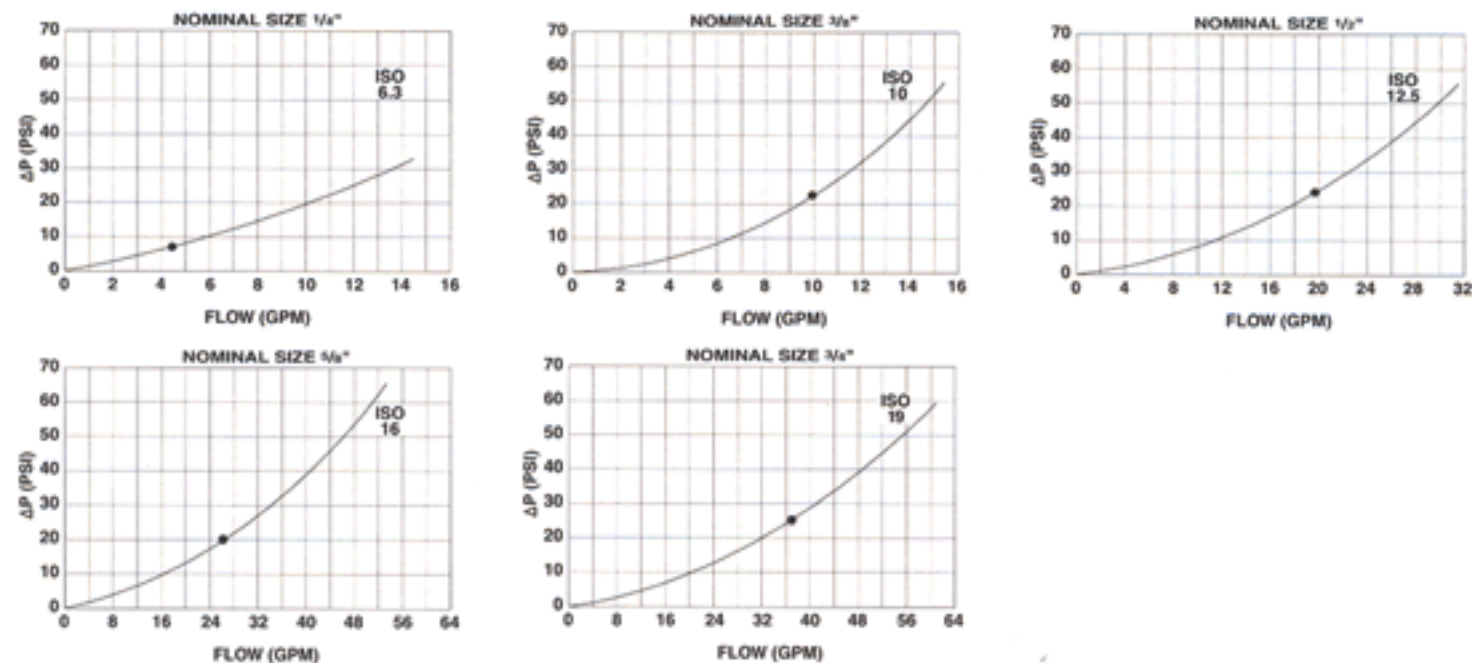 NOMINAL SIZE 1/4"
70
60
50
40
30
20
10
0
ΔP (PSI)
ISO
6.3
0 2 4 6 8 10 12 14 16
FLOW (GPM)
NOMINAL SIZE 3/8"
70
60
50
40
30
20
10
0
ΔP (PSI)
ISO
10
0 2 4 6 8 10 12 14 16
FLOW (GPM)
NOMINAL SIZE 1/2"
70
60
50
40
30
20
10
0
ΔP (PSI)
ISO
12.5
0 4 8 12 16 20 24 28 32
FLOW (GPM)
NOMINAL SIZE 5/8"
70
60
50
40
30
20
10
0
ΔP (PSI)
ISO
16
0 8 16 24 32 40 48 56 64
FLOW (GPM)
NOMINAL SIZE 3/4"
70
60
50
40
30
20
10
0
ΔP (PSI)
ISO
19
0 8 16 24 32 40 48 56 64
FLOW (GPM)